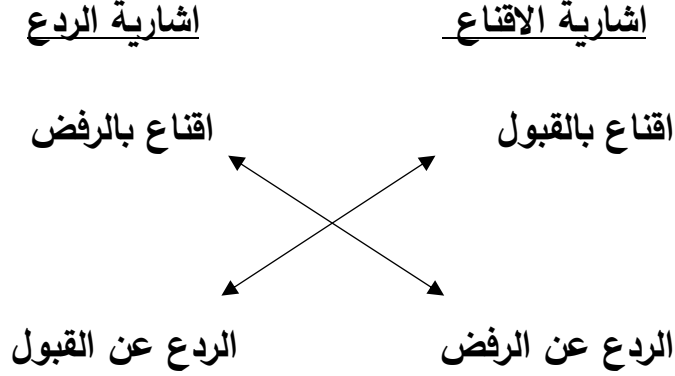 اشارية الاقناع
اشارية الردع
اقناع بالقبول
اقناع بالرفض
الردع عن الرفض
الردع عن القبول